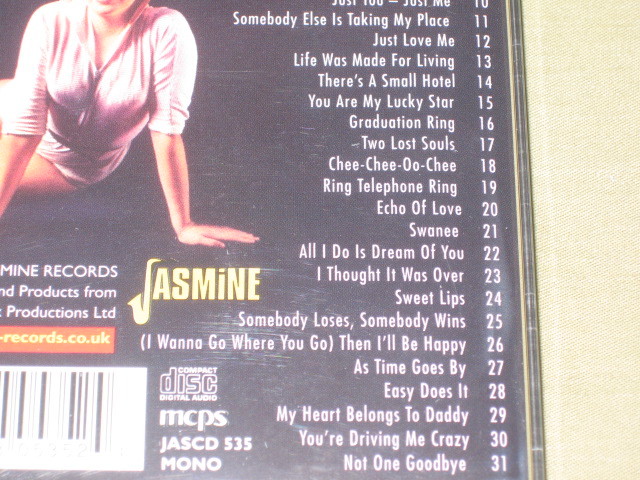 Just You – Just Me 10
Somebody Else Is Taking My Place 11
Just Love Me 12
Life Was Made For Living 13
There's A Small Hotel 14
You Are My Lucky Star 15
Graduation Ring 16
Two Lost Souls 17
Chee-Chee-Oo-Chee 18
Ring Telephone Ring 19
Echo Of Love 20
Swanee 21
All I Do Is Dream Of You 22
I Thought It Was Over 23
Sweet Lips 24
Somebody Loses, Somebody Wins 25
(I Wanna Go Where You Go) Then I'll Be Happy 26
As Time Goes By 27
Easy Does It 28
My Heart Belongs To Daddy 29
You're Driving Me Crazy 30
Not One Goodbye 31
MINE RECORDS
nd Products from
Productions Ltd
-records.co.uk
JASMiNE
COMPACT
disc
DIGITAL AUDIO
mcps
JASCD 535
MONO